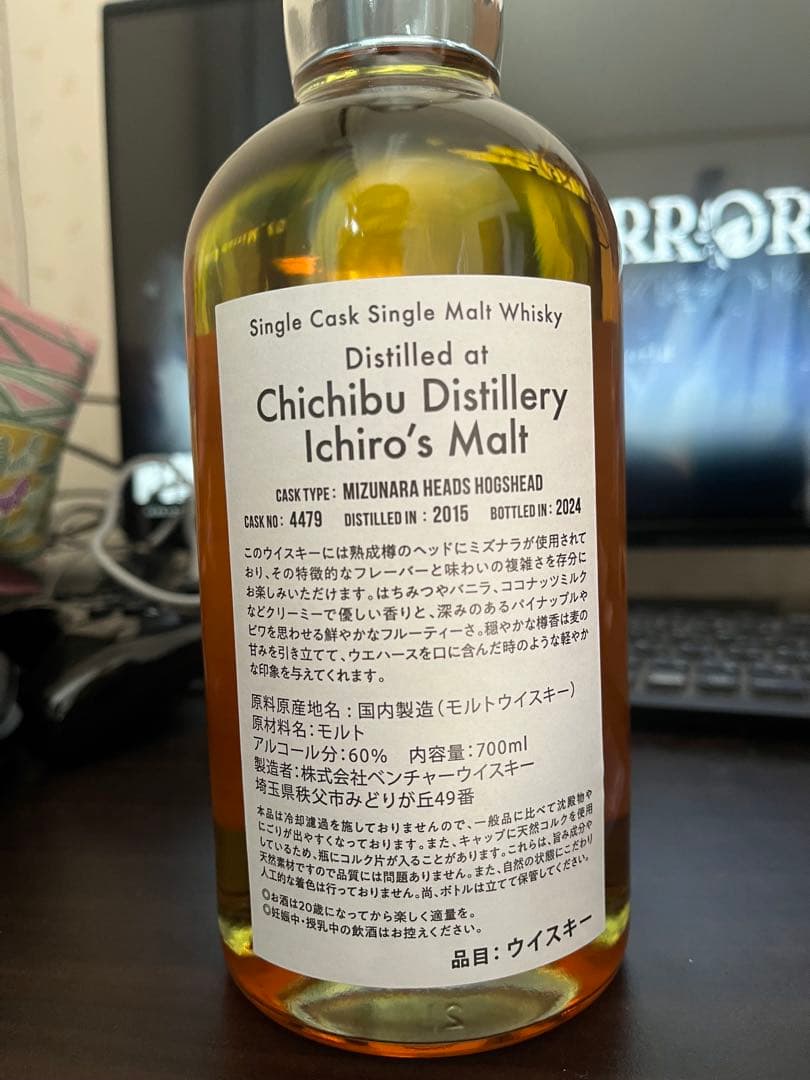 Single Cask Single Malt Whisky
Distilled at
Chichibu Distillery
Ichiro's Malt
CASK TYPE: MIZUNARA HEADS HOGSHEAD
CASK NO: 4479 DISTILLED IN : 2015 BOTTLED IN: 2024
このウイスキーには熟成樽のヘッドにミズナラが使用されて
おり、その特徴的なフレーバーと味わいの複雑さを存分に
お楽しみいただけます。はちみつやバニラ、ココナッツミルク
などクリーミーで優しい香りと、深みのあるパイナップルや
ビワを思わせる鮮やかなフルーティーさ。穏やかな樽香は麦の
甘みを引き立てて、ウエハースを口に含んだ時のような軽やか
な印象を与えてくれます。
原料原産地名：国内製造（モルトウイスキー）
原材料名：モルト
アルコール分：60% 内容量：700ml
製造者：株式会社ベンチャーウイスキー
埼玉県秩父市みどりが丘49番
本品は冷却濾過を施しておりませんので、一般品に比べて沈殿物や
にごりが出やすくなっております。また、キャップに天然コルクを使用
しているため、瓶にコルク片が入ることがあります。これらは、旨み成分や
天然素材ですので品質には問題ありません。また、自然の状態にこだわり
人工的な着色は行っておりません。尚、ボトルは立てて保管してください。
◎お酒は20歳になってから楽しく適量を。
◎妊娠中・授乳中の飲酒はお控えください。
品目：ウイスキー
RROR